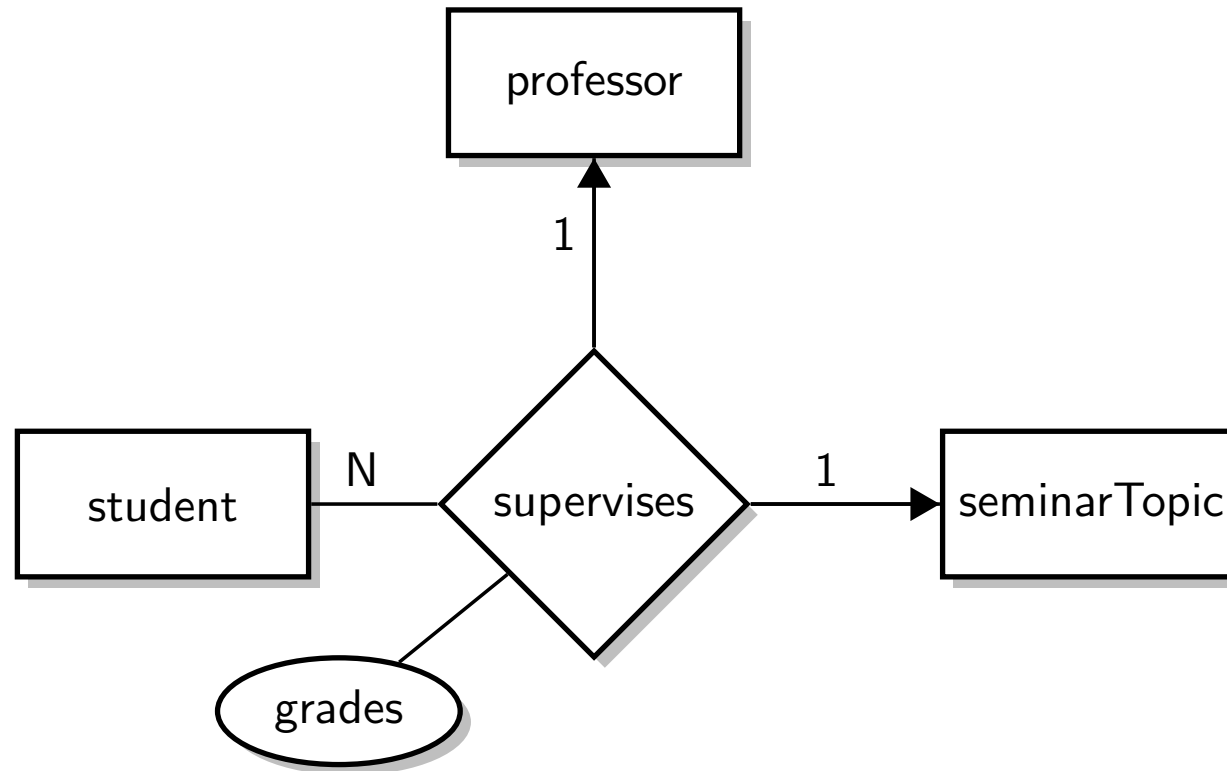 professor
1
N
1
student
supervises
seminarTopic
grades